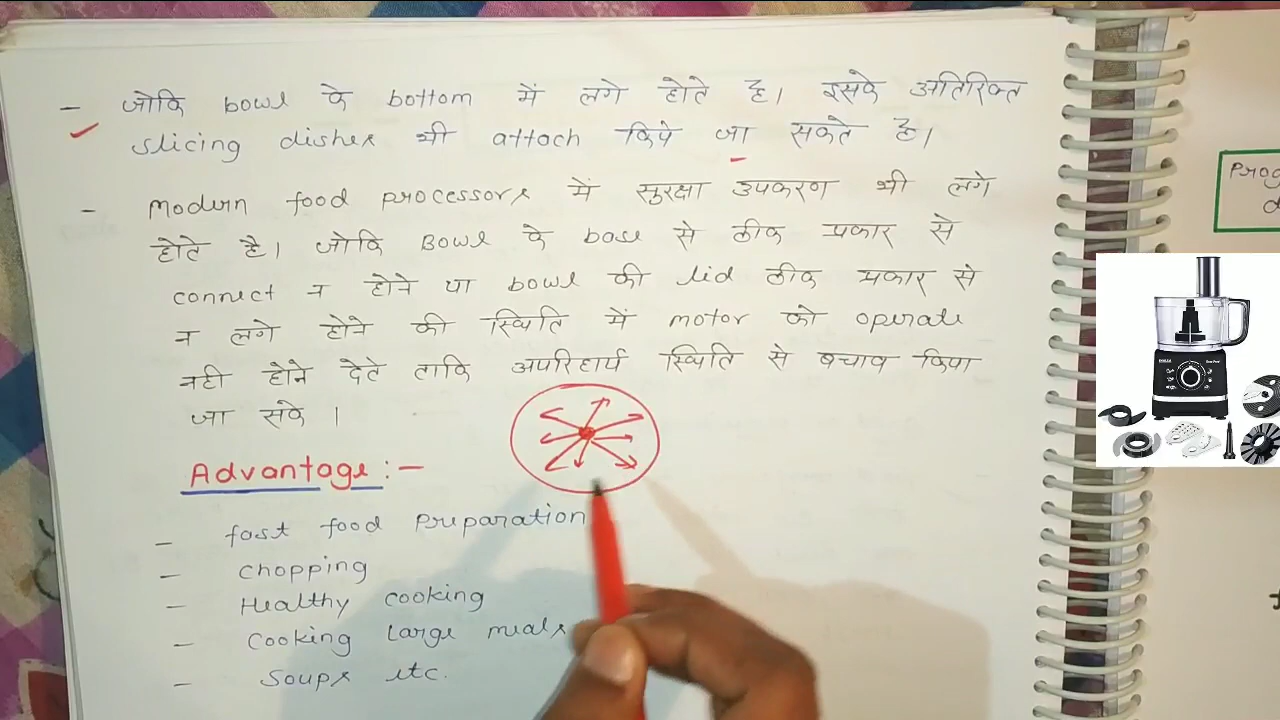 - जोकि bowl के bottom में लगे होते है। इसके अतिरिक्त
slicing dishes भी attach किये जा सकते है।
- Modern food processors में सुरक्षा उपकरण भी लगे
होते है। जोकि Bowl के base से ठीक प्रकार से
connect न होने या bowl की lid ठीक प्रकार से
न लगे होने की स्थिति में motor को operate
नही होने देते ताकि अपरिहार्य स्थिति से बचाव किया
जा सके।
Advantage:-
- fast food Preparation
- Chopping
- Healthy cooking
- Cooking Large meals
- Soups etc.
Prog